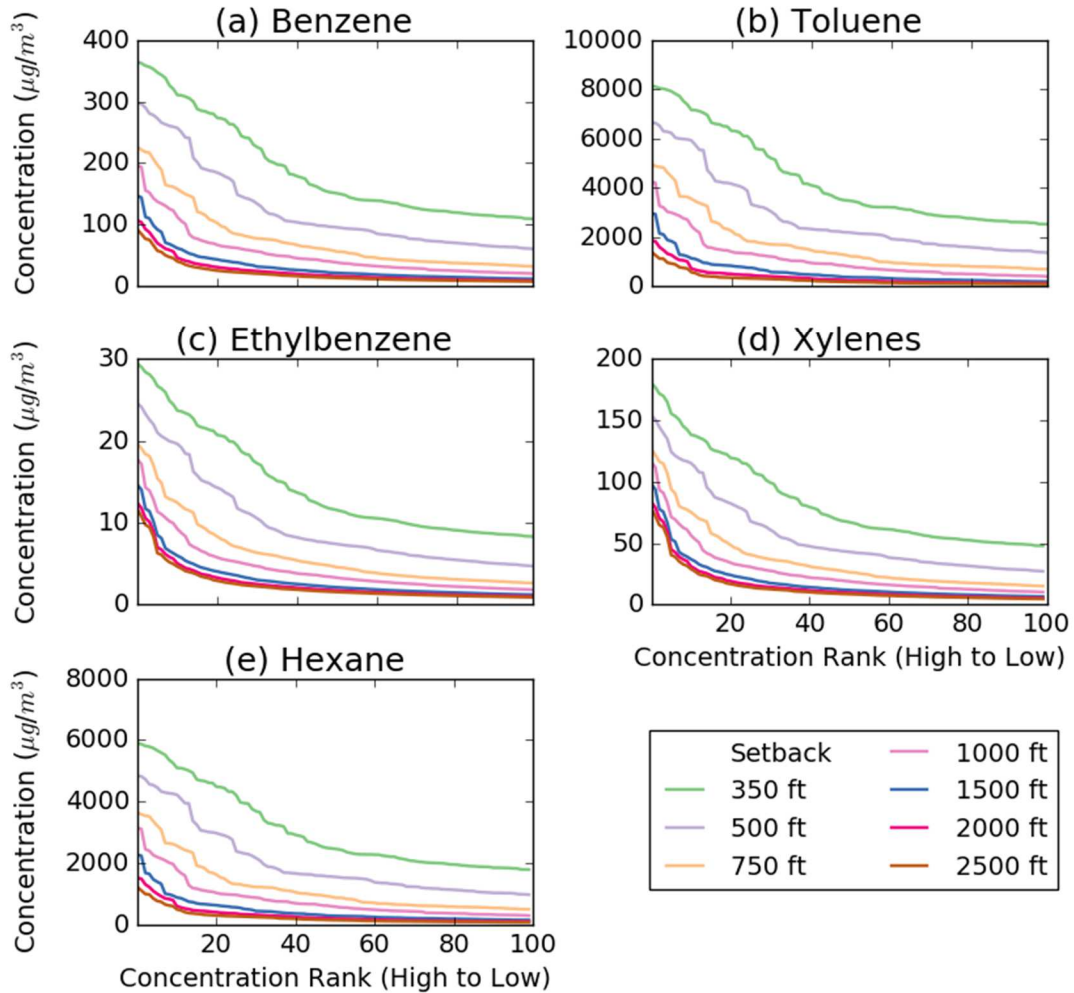 (a) Benzene
Concentration (μg/m³)
400
300
200
100
0
(b) Toluene
10000
8000
6000
4000
2000
0
(c) Ethylbenzene
Concentration (μg/m³)
30
20
10
0
(d) Xylenes
200
150
100
50
0
20 40 60 80 100
Concentration Rank (High to Low)
(e) Hexane
Concentration (μg/m³)
8000
6000
4000
2000
0
20 40 60 80 100
Concentration Rank (High to Low)
Setback
350 ft
500 ft
750 ft
1000 ft
1500 ft
2000 ft
2500 ft